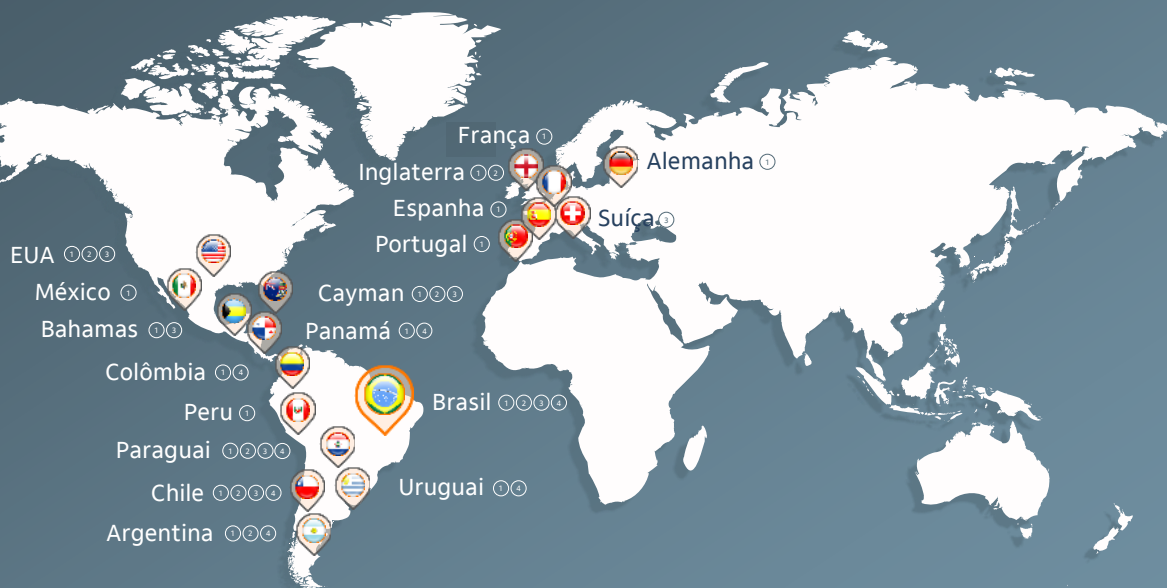 França ①
Inglaterra ①②
Alemanha ①
Espanha ①
Suíça ③
Portugal ①
EUA ①②③
México ①
Cayman ①②③
Bahamas ①③
Panamá ①④
Colômbia ①④
Brasil ①②③④
Peru ①
Paraguai ①②③④
Chile ①②③④
Uruguai ①④
Argentina ①②④